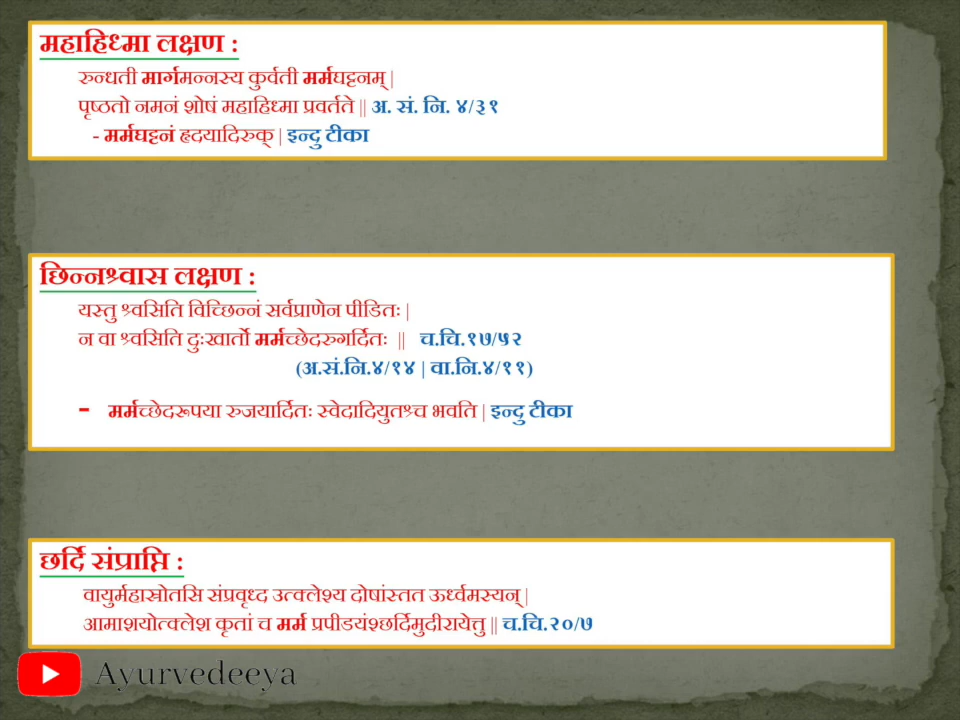 महाहिध्मा लक्षण :
रुन्धती मार्गमन्नस्य कुर्वती मर्मघट्टनम् |
पृष्ठतो नमनं शोषं महाहिध्मा प्रवर्तते || अ. सं. नि. ४/३१
- मर्मघट्टनं हृदयादिरुक् | इन्दु टीका
छिन्नश्वास लक्षण :
यस्तु श्वसिति विच्छिन्नं सर्वप्राणेन पीडितः |
न वा श्वसिति दुःखार्तो मर्मच्छेदरुगर्दितः || च.चि.१७/५२
(अ.सं.नि.४/१४ | वा.नि.४/११)
- मर्मच्छेदरूपया रुजयार्दितः स्वेदादियुतश्च भवति | इन्दु टीका
छर्दि संप्राप्ति :
वायुर्महास्रोतसि संप्रवृध्द उत्क्लेश्य दोषांस्तत ऊर्ध्वमस्यन् |
आमाशयोत्क्लेश कृतां च मर्म प्रपीडयंश्छर्दिमुदीरायेत्तु || च.चि.२०/७
Ayurvedeeya